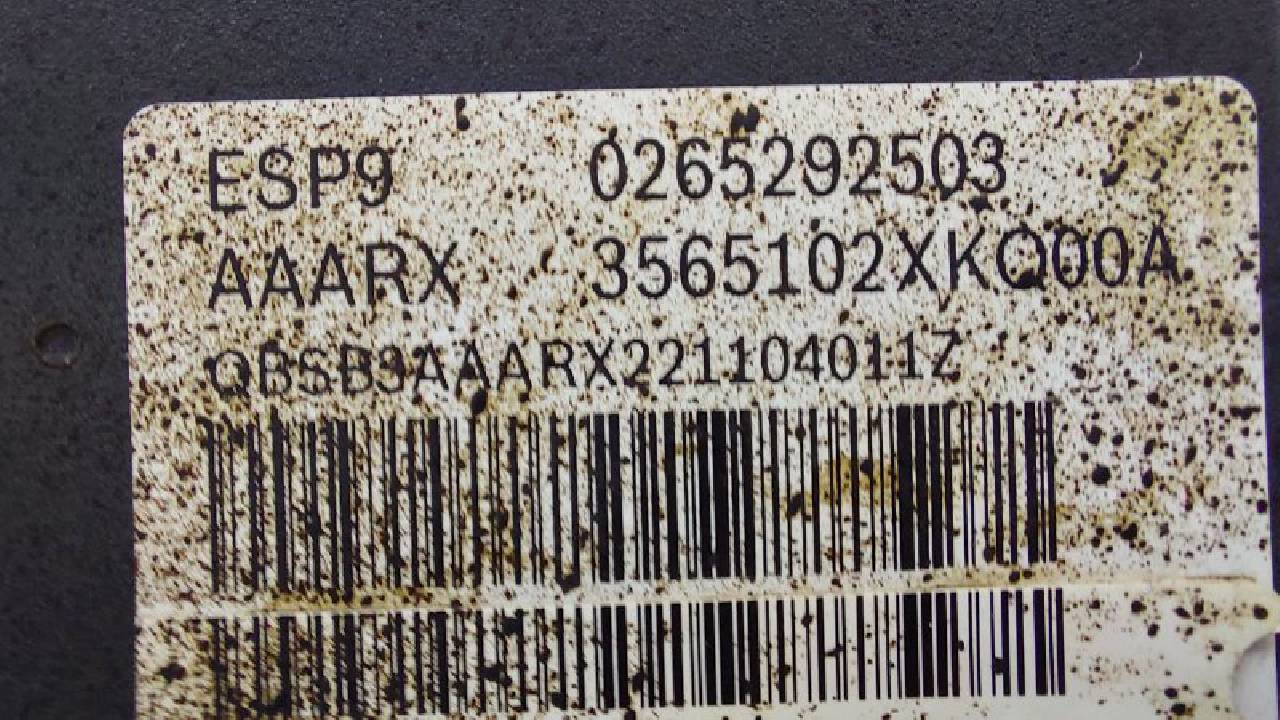 ESP9 0265292503
AAARX 3565102XKQ00A
QBSB3AAARX221104011Z